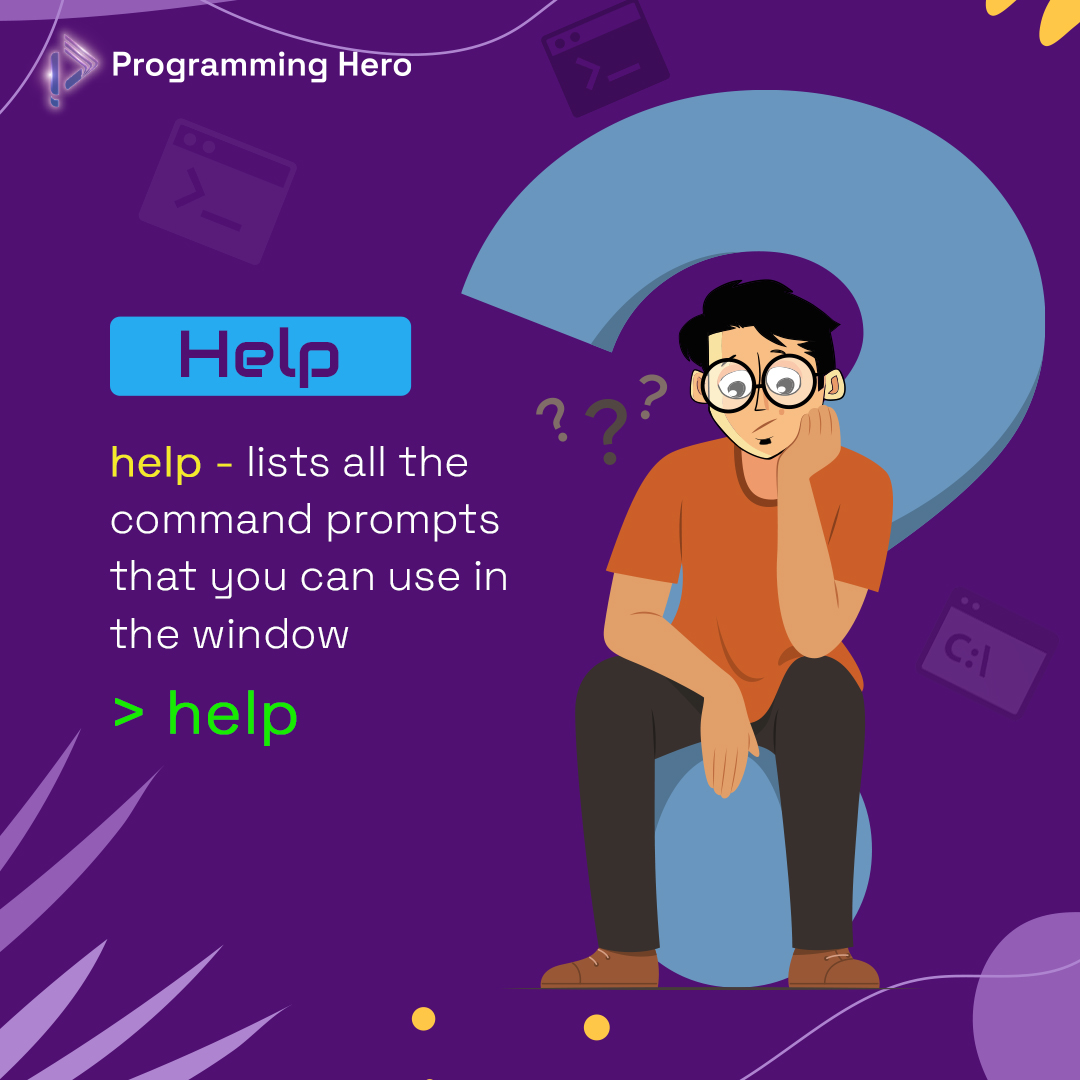 Programming Hero
Help
help - lists all the
command prompts
that you can use in
the window
> help
? ? ?
C:\